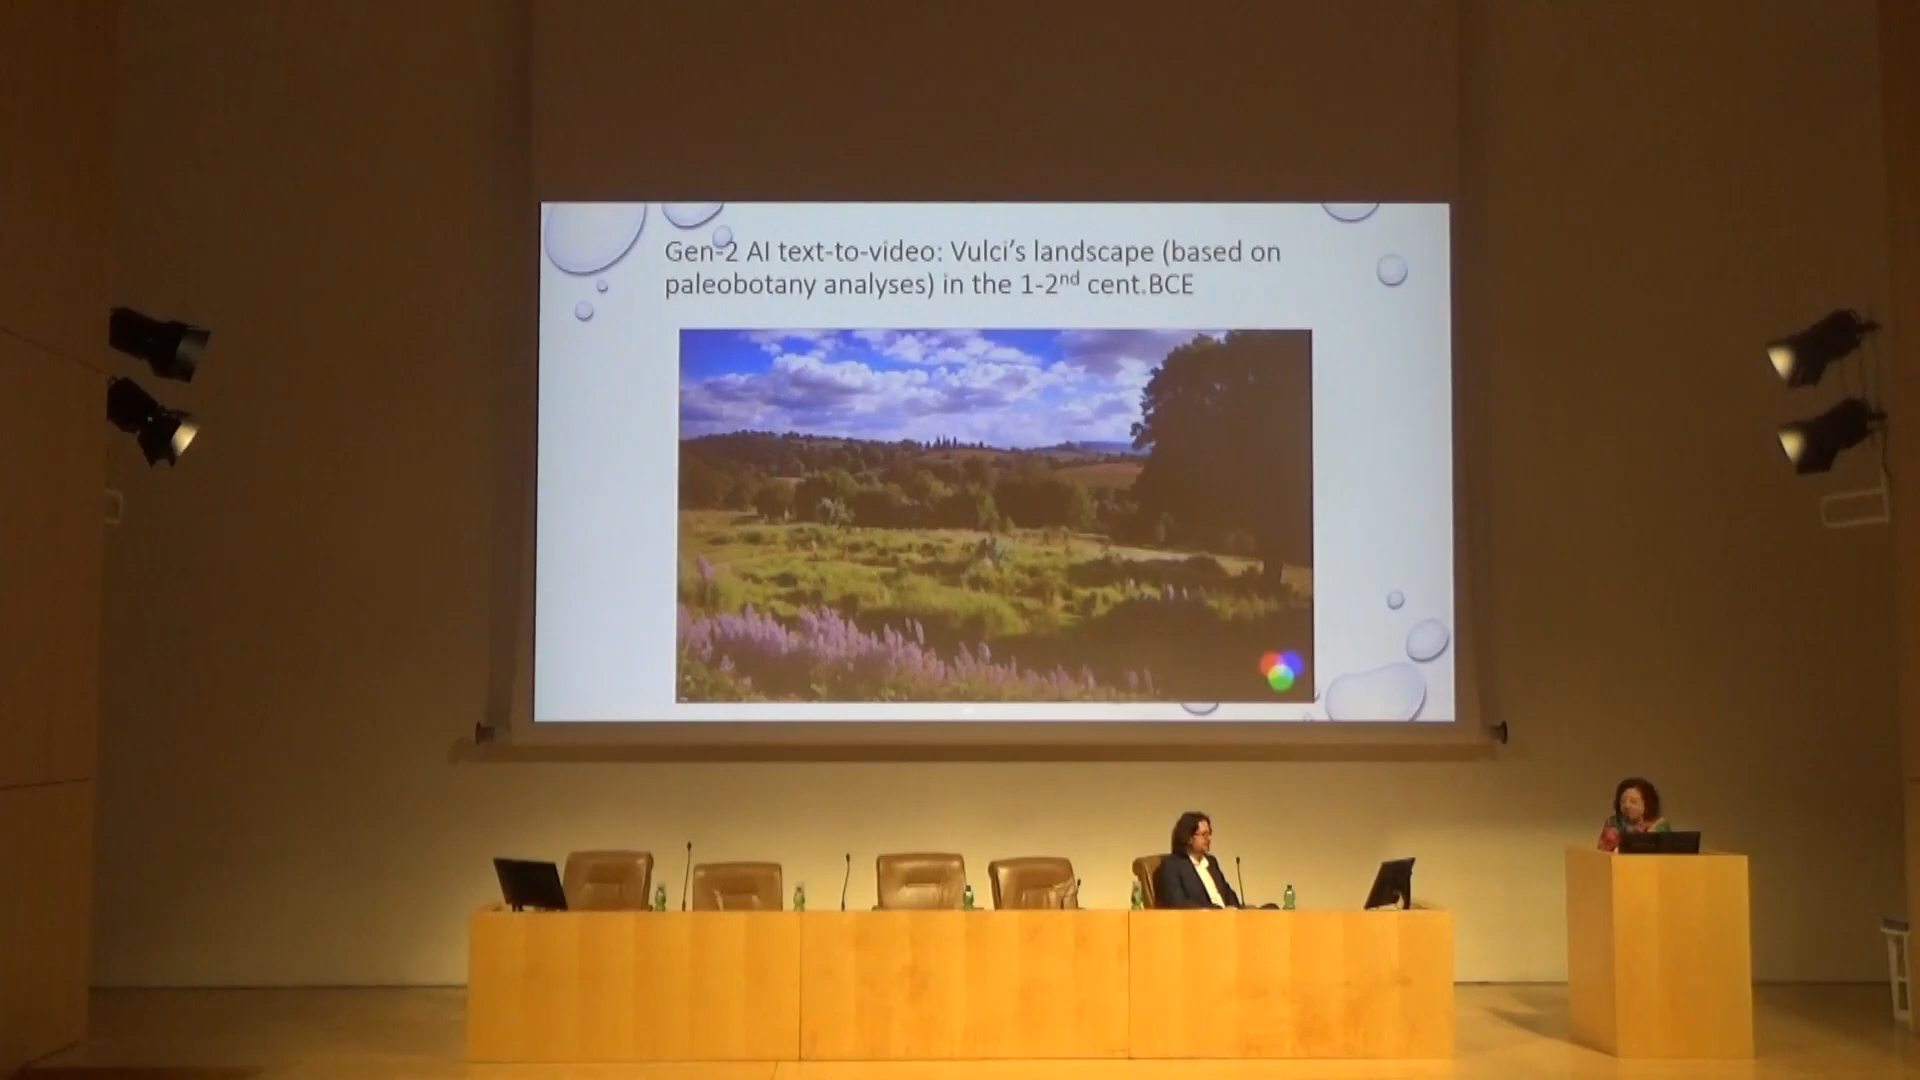 Gen-2 AI text-to-video: Vulci's landscape (based on
paleobotany analyses) in the 1-2nd cent.BCE